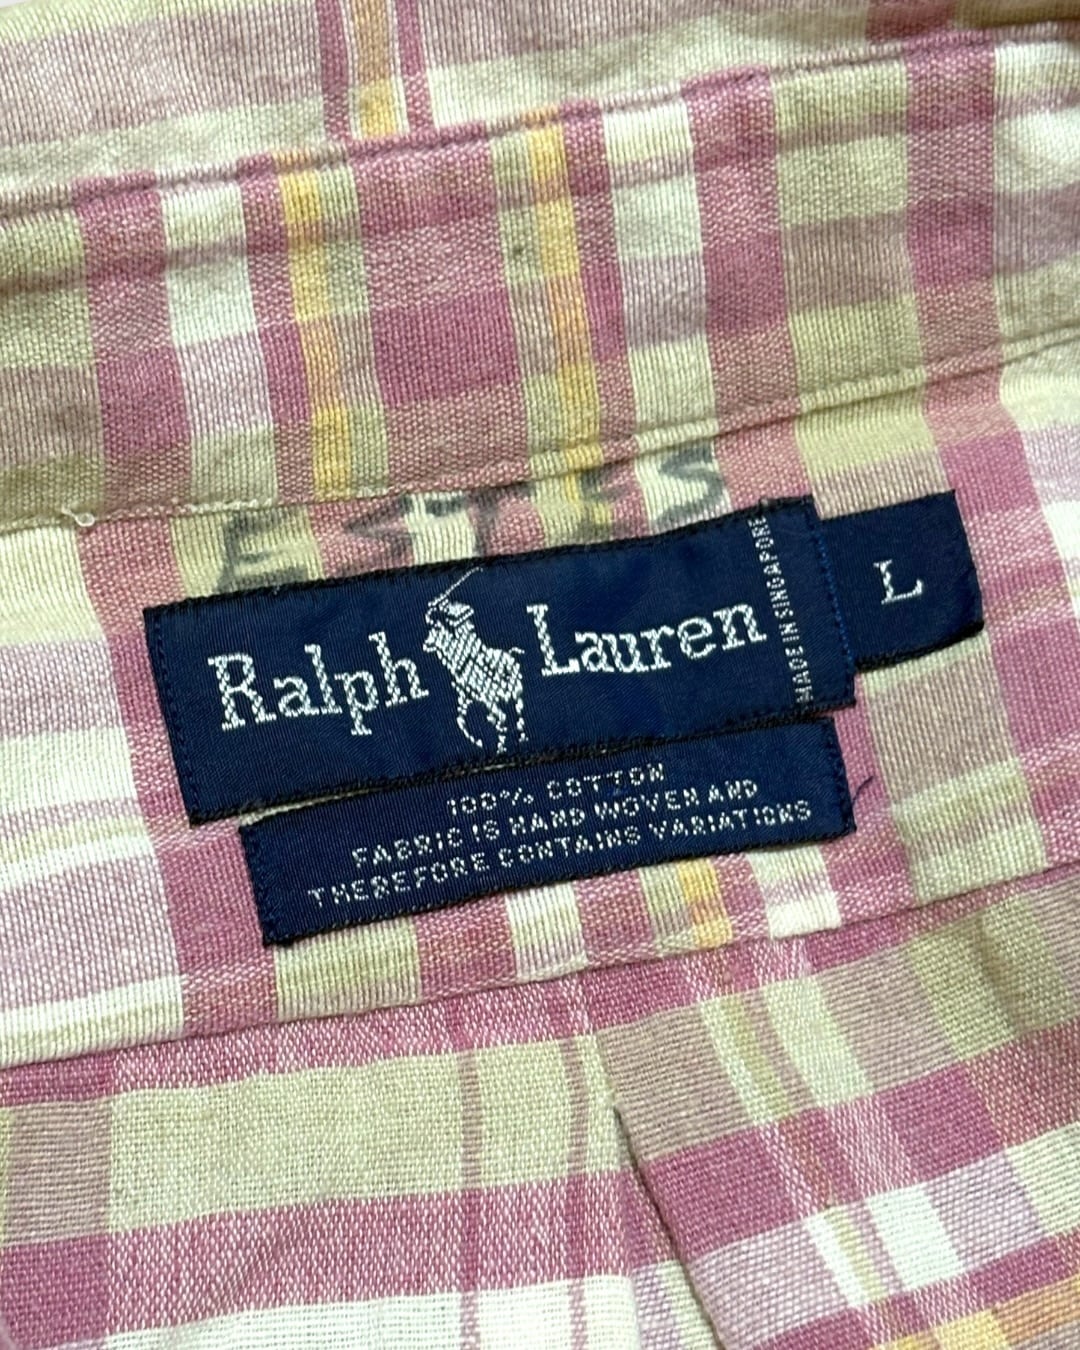 ESTES
Ralph Lauren
MADE IN SINGAPORE
L
100% COTTON
FABRIC IS HAND WOVEN AND
THEREFORE CONTAINS VARIATIONS